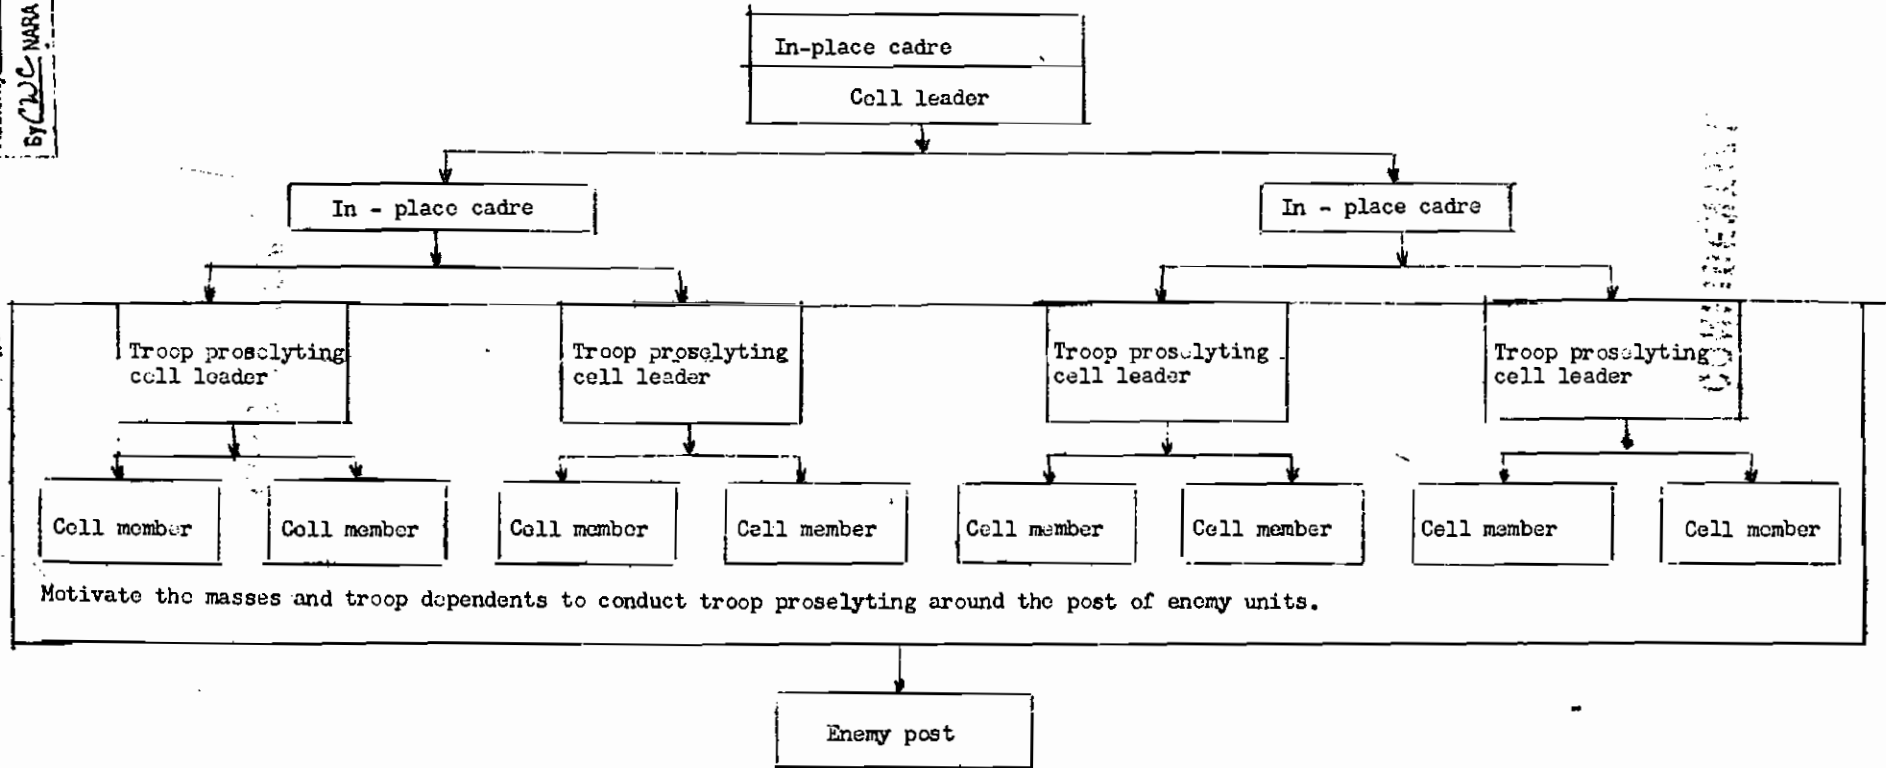 By CWC NARA
In-place cadre
Cell leader
In - place cadre
In - place cadre
Troop proselyting
cell leader
Troop proselyting
cell leader
Troop proselyting
cell leader
Troop proselyting
cell leader
Cell member
Cell member
Cell member
Cell member
Cell member
Cell member
Cell member
Cell member
Motivate the masses and troop dependents to conduct troop proselyting around the post of enemy units.
Enemy post